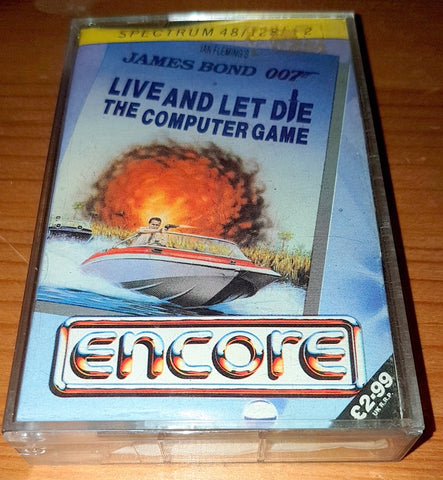 SPECTRUM 48/128/+2
IAN FLEMING'S
JAMES BOND 007
LIVE AND LET DIE
THE COMPUTER GAME
ENCORE
£2.99
UK R.R.P.